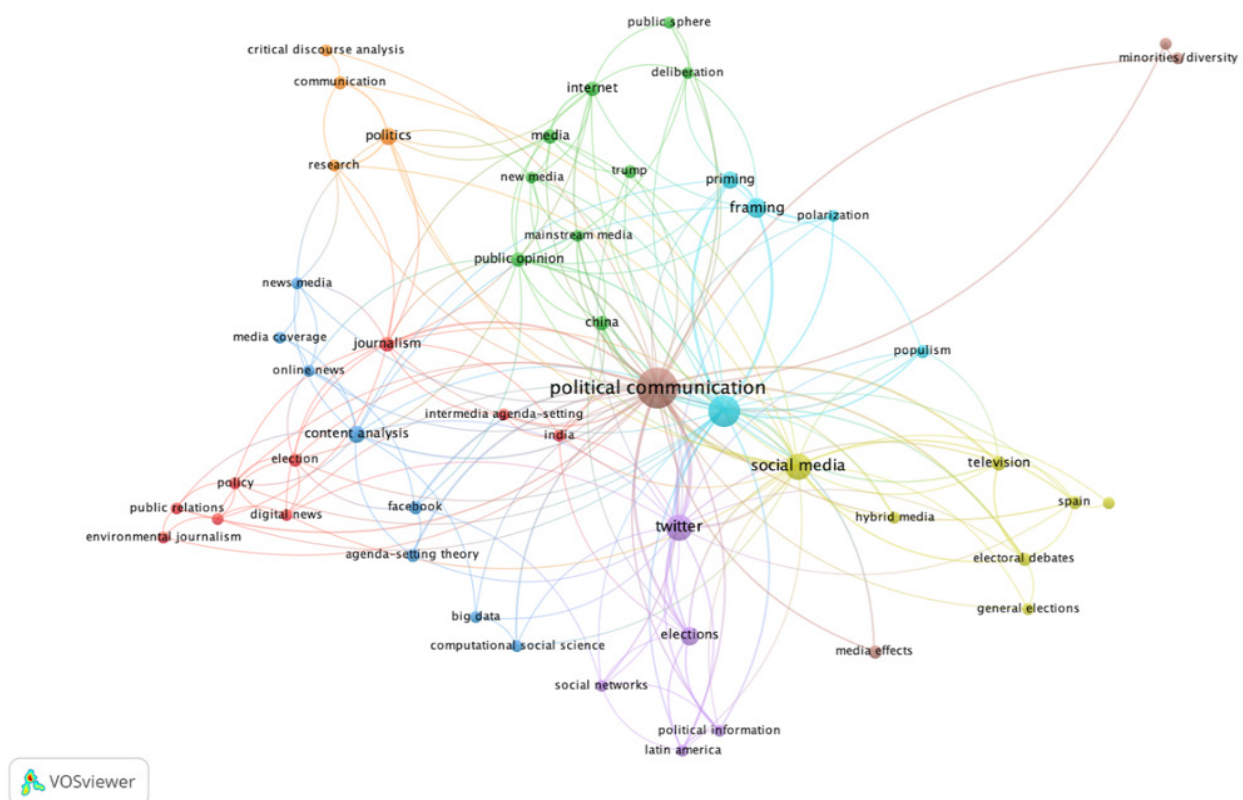 public sphere
critical discourse analysis
minorities/diversity
deliberation
communication
internet
politics
media
research
new media
trump
priming
framing
polarization
mainstream media
public opinion
news media
china
media coverage
journalism
populism
online news
political communication
intermedia agenda-setting
content analysis
india
election
social media
television
policy
spain
public relations
digital news
facebook
hybrid media
twitter
environmental journalism
agenda-setting theory
electoral debates
general elections
big data
elections
computational social science
media effects
social networks
political information
latin america
VOSviewer